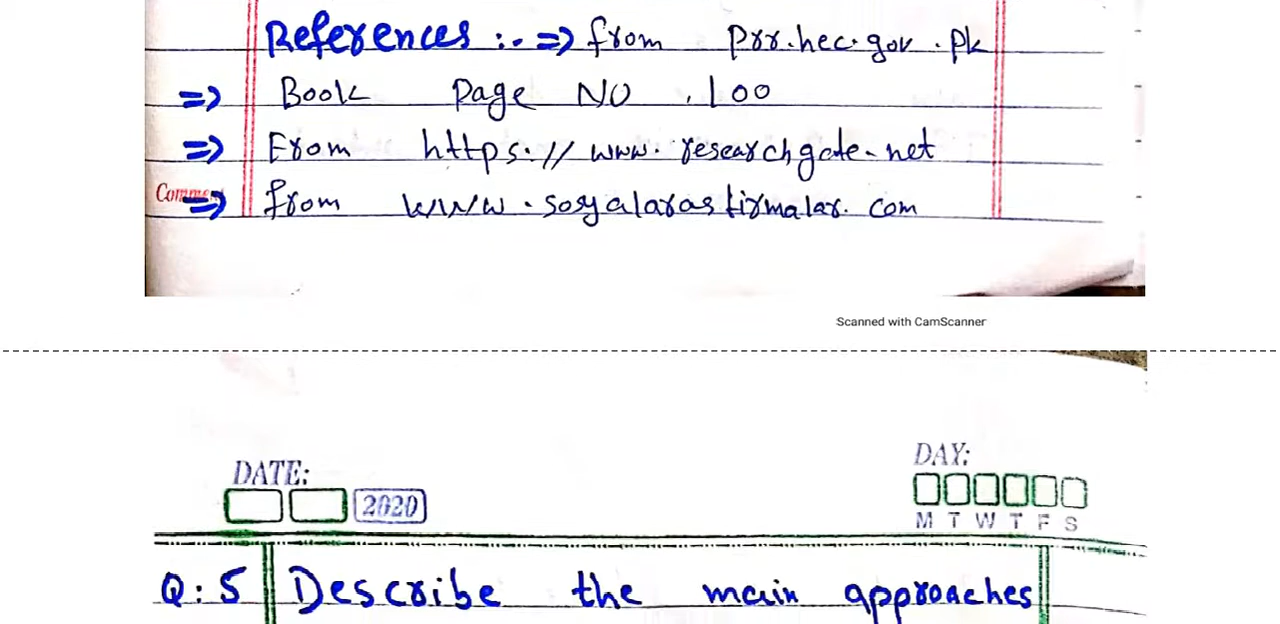 References :- => from prr.hec.gov.pk
=> Book Page No. 100
=> From https://www.researchgate.net
=> from www.sosyalarastirmalar.com
Scanned with CamScanner
DATE: 2020
DAY:
M T W T F S
Q:5 Describe the main approaches